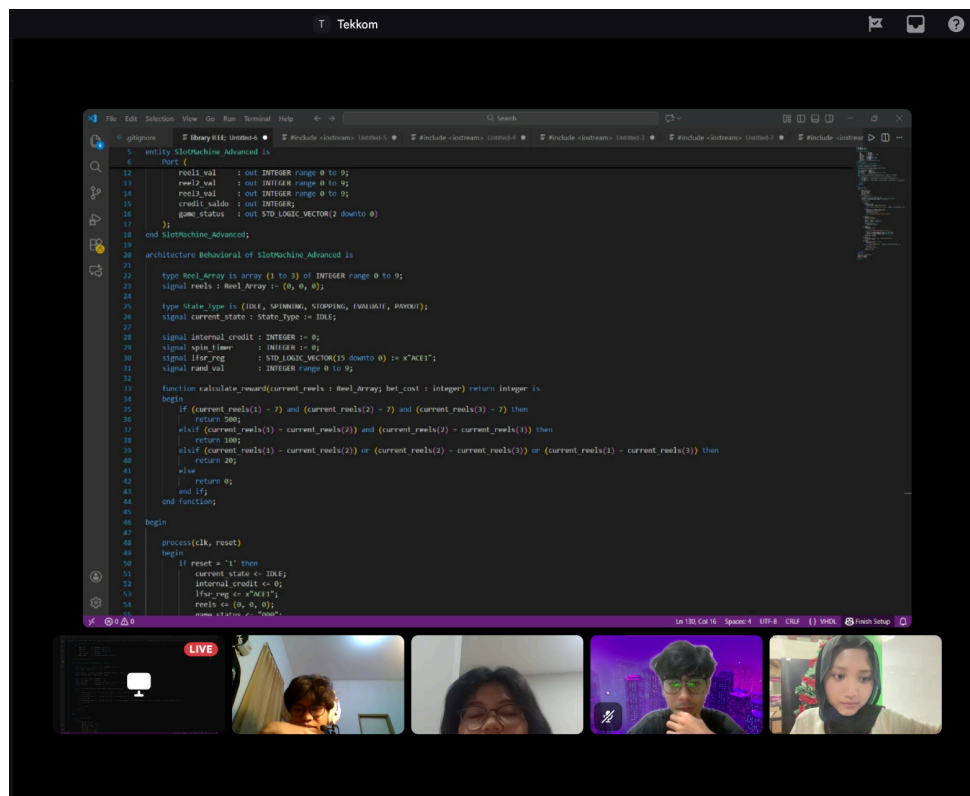 T Tekkom
File Edit Selection View Go Run Terminal Help
Search
.gitignore
library IEEE; Untitled-6
#include <iostream> Untitled-5
#include <iostream> Untitled-4
#include <iostream> Untitled-3
#include <iostream> Untitled-2
#include <iostream>
5 entity SlotMachine_Advanced is
6 Port (
12 reel1_val : out INTEGER range 0 to 9;
13 reel2_val : out INTEGER range 0 to 9;
14 reel3_val : out INTEGER range 0 to 9;
15 credit_saldo : out INTEGER;
16 game_status : out STD_LOGIC_VECTOR(2 downto 0)
17 );
18 end SlotMachine_Advanced;
19
20 architecture Behavioral of SlotMachine_Advanced is
21
22 type Reel_Array is array (1 to 3) of INTEGER range 0 to 9;
23 signal reels : Reel_Array := (0, 0, 0);
24
25 type State_Type is (IDLE, SPINNING, STOPPING, EVALUATE, PAYOUT);
26 signal current_state : State_Type := IDLE;
27
28 signal internal_credit : INTEGER := 0;
29 signal spin_timer : INTEGER := 0;
30 signal lfsr_reg : STD_LOGIC_VECTOR(15 downto 0) := x"ACE1";
31 signal rand_val : INTEGER range 0 to 9;
32
33 function calculate_reward(current_reels : Reel_Array; bet_cost : integer) return integer is
34 begin
35 if (current_reels(1) = 7) and (current_reels(2) = 7) and (current_reels(3) = 7) then
36 return 500;
37 elsif (current_reels(1) = current_reels(2)) and (current_reels(2) = current_reels(3)) then
38 return 100;
39 elsif (current_reels(1) = current_reels(2)) or (current_reels(2) = current_reels(3)) or (current_reels(1) = current_reels(3)) then
40 return 20;
41 else
42 return 0;
43 end if;
44 end function;
45
46 begin
47
48 process(clk, reset)
49 begin
50 if reset = '1' then
51 current_state <= IDLE;
52 internal_credit <= 0;
53 lfsr_reg <= x"ACE1";
54 reels <= (0, 0, 0);
55 game_status <= "000";
0 0 Ln 130, Col 16 Spaces: 4 UTF-8 CRLF {} VHDL Finish Setup
LIVE